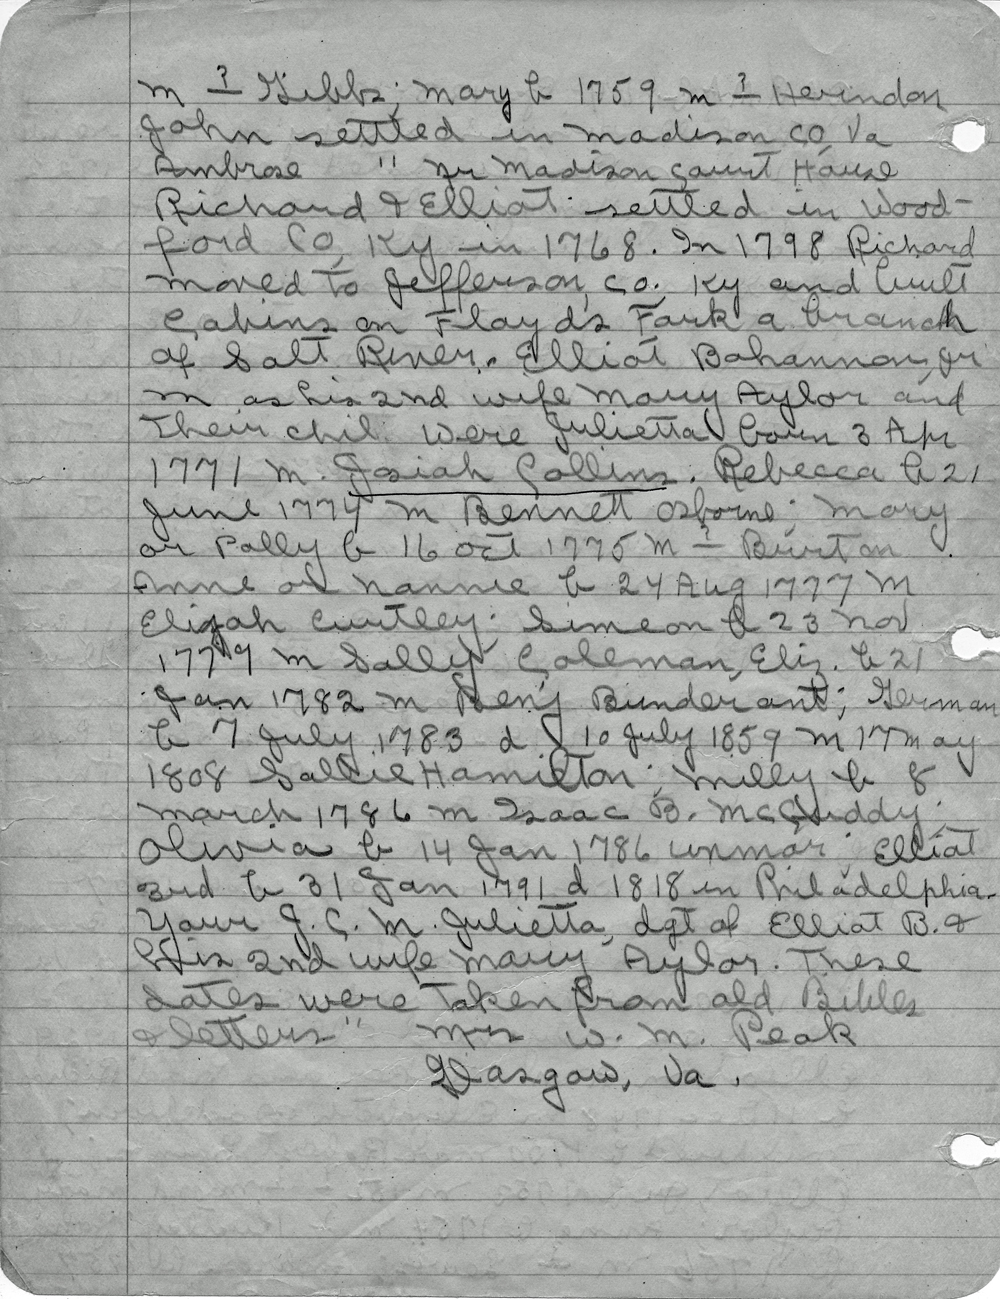 m ? Gibbs; Mary b 1759 m ? Herndon
John settled in Madison Co, Va
Ambrose " nr Madison Court House
Richard & Elliot settled in Wood-
ford Co, Ky in 1768. In 1798 Richard
moved to Jefferson, Co. Ky and built
Cabins on Floyds Fork a branch
of Salt River. Elliot Bohannon, Jr
m as his 2nd wife Mary Aylor and
their chil. were Julietta born 3 Apr
1771 m. Josiah Collins. Rebecca b 21
June 1774 m Bennett Osborne; Mary
or Polly b 16 Oct 1775 m ? Burton
Anne or Nannie b 24 Aug 1777 m
Elijah Curtley; Simeon b 23 Nov
1779 m Sally Coleman, Eliz. b 21
Jan 1782 m Benj Bunderant; German
b 7 July 1783 d 10 July 1859 m 17 May
1808 Sallie Hamilton; Milly b 8
March 1786 m Isaac B. McQuddy;
Olivia b 14 Jan 1786 unmar Elliot
3rd b 31 Jan 1791 d 1818 in Philadelphia.
Your J. C. m. Julietta, dgt of Elliot B. &
His 2nd wife Mary Aylor. These
dates were taken from old Bibles
& letters" Mrs W. M. Peak
Glasgow, Va.